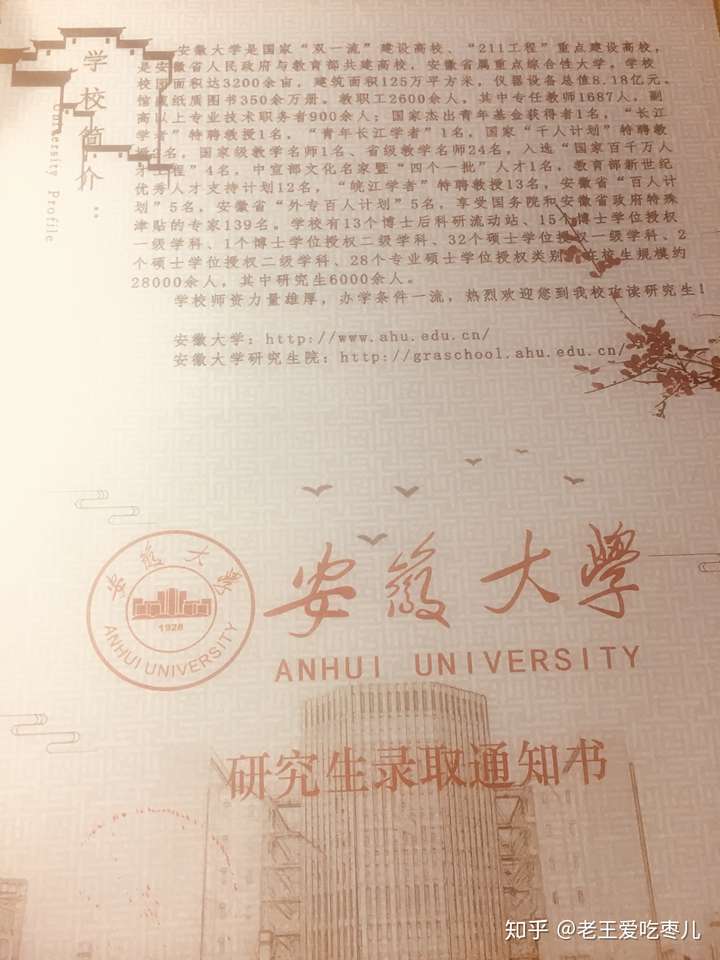 学校简介
University Profile
安徽大学是国家“双一流”建设高校、“211工程”重点建设高校，
是安徽省人民政府与教育部共建高校，安徽省属重点综合性大学。学校
校园面积达3200余亩，建筑面积125万平方米，仪器设备总值8.18亿元。
馆藏纸质图书350余万册。教职工2600余人，其中专任教师1687人，副
高以上专业技术职务者900余人；国家杰出青年基金获得者1名，“长江
学者”特聘教授1名，“青年长江学者”1名，国家“千人计划”特聘教
授2名，国家级教学名师1名、省级教学名师24名，入选“国家百千万人
才工程”4名，中宣部文化名家暨“四个一批”人才1名，教育部新世纪
优秀人才支持计划12名，“皖江学者”特聘教授13名，安徽省“百人计
划”5名，安徽省“外专百人计划”5名，享受国务院和安徽省政府特殊
津贴的专家139名。学校有13个博士后科研流动站、15个博士学位授权
一级学科、1个博士学位授权二级学科、32个硕士学位授权一级学科、2
个硕士学位授权二级学科、28个专业硕士学位授权类别。在校生规模约
28000余人，其中研究生6000余人。
学校师资力量雄厚，办学条件一流，热烈欢迎您到我校攻读研究生！
安徽大学：http://www.ahu.edu.cn/
安徽大学研究生院：http://graschool.ahu.edu.cn/
安徽大學
1928
ANHUI UNIVERSITY
安徽大學
ANHUI UNIVERSITY
研究生录取通知书
知乎 @老王爱吃枣儿